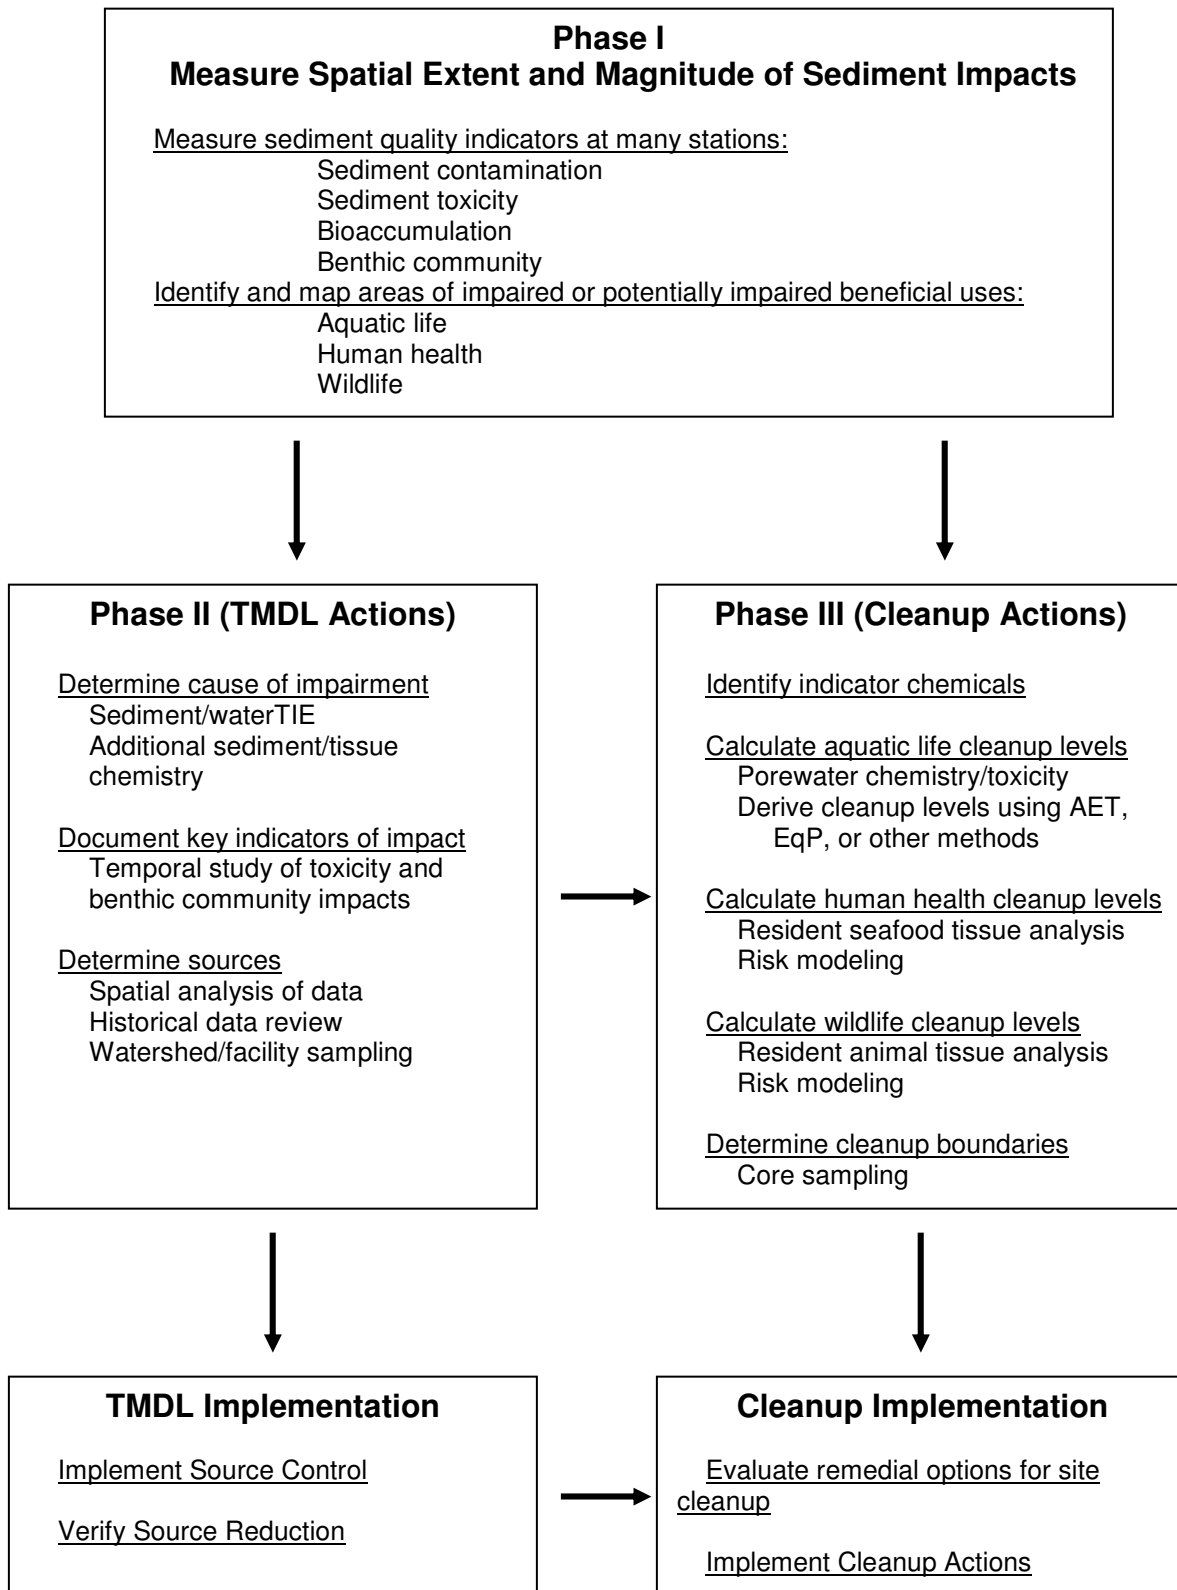 Phase I
Measure Spatial Extent and Magnitude of Sediment Impacts
Measure sediment quality indicators at many stations:
Sediment contamination
Sediment toxicity
Bioaccumulation
Benthic community
Identify and map areas of impaired or potentially impaired beneficial uses:
Aquatic life
Human health
Wildlife
Phase II (TMDL Actions)
Determine cause of impairment
Sediment/waterTIE
Additional sediment/tissue
chemistry
Document key indicators of impact
Temporal study of toxicity and
benthic community impacts
Determine sources
Spatial analysis of data
Historical data review
Watershed/facility sampling
Phase III (Cleanup Actions)
Identify indicator chemicals
Calculate aquatic life cleanup levels
Porewater chemistry/toxicity
Derive cleanup levels using AET,
EqP, or other methods
Calculate human health cleanup levels
Resident seafood tissue analysis
Risk modeling
Calculate wildlife cleanup levels
Resident animal tissue analysis
Risk modeling
Determine cleanup boundaries
Core sampling
TMDL Implementation
Implement Source Control
Verify Source Reduction
Cleanup Implementation
Evaluate remedial options for site
cleanup
Implement Cleanup Actions